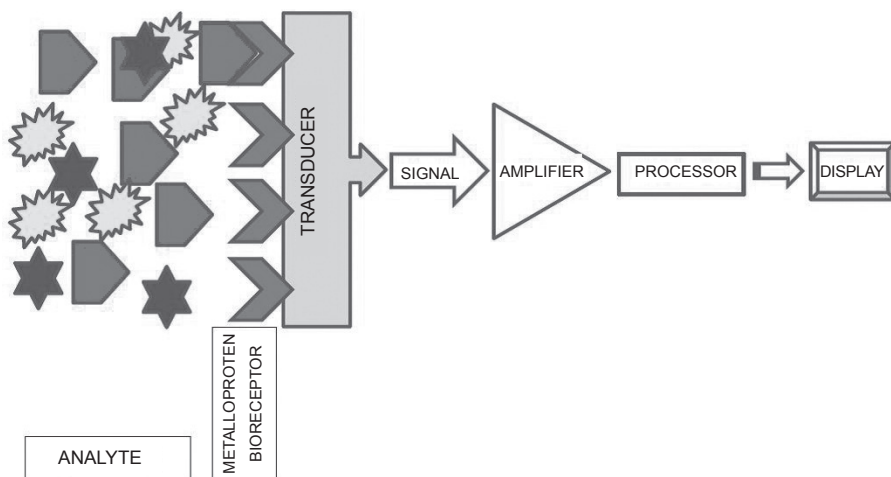 TRANSDUCER
SIGNAL
AMPLIFIER
PROCESSOR
DISPLAY
METALLOPROTEN
BIORECEPTOR
ANALYTE